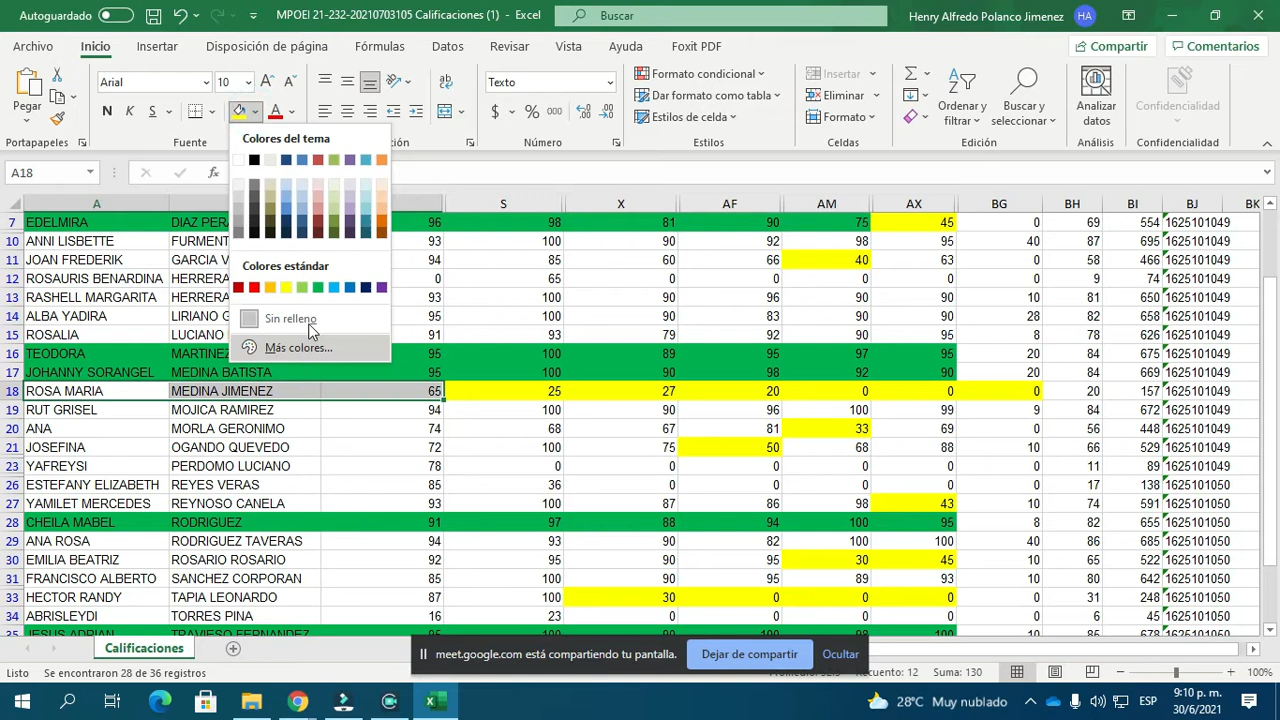 Autoguardado MPOEI 21-232-20210703105 Calificaciones (1) - Excel Buscar Henry Alfredo Polanco Jimenez HA
Archivo Inicio Insertar Disposición de página Fórmulas Datos Revisar Vista Ayuda Foxit PDF Compartir Comentarios
Pegar Arial 10 Texto Formato condicional Insertar Ordenar y filtrar Buscar y seleccionar Analizar datos Confidencialidad
N K S $ % 000 Dar formato como tabla Eliminar
Estilos de celda Formato
Portapapeles Fuente Número Estilos Celdas Edición Análisis Confidencialidad
A18 fx
Colores del tema
Colores estándar
Sin relleno
Más colores...
A S X AF AM AX BG BH BI BJ BK
7 EDELMIRA 96 98 81 90 75 45 0 69 554 1625101049
10 ANNI LISBETTE FURMENT 93 100 90 92 98 95 40 87 695 1625101049
11 JOAN FREDERIK GARCIA V 94 85 60 66 40 63 0 58 466 1625101049
12 ROSAURIS BENARDINA HERRERA 65 0 0 0 0 0 9 74 1625101049
13 RASHELL MARGARITA HERRERA 93 100 90 90 98 95 10 82 658 1625101049
14 ALBA YADIRA LIRIANO G 95 100 90 83 90 90 10 82 658 1625101049
15 ROSALIA LUCIANO 91 93 79 92 90 85 8 78 626 1625101049
16 TEODORA MARTINEZ 95 100 89 95 97 95 20 84 675 1625101049
17 JOHANNY SORANGEL MEDINA BATISTA 95 100 90 98 92 90 20 84 675 1625101049
18 ROSA MARIA MEDINA JIMENEZ 65 25 27 20 0 0 0 20 157 1625101049
19 RUT GRISEL MOJICA RAMIREZ 94 100 90 96 100 99 9 84 672 1625101049
20 ANA MORLA GERONIMO 74 68 67 81 33 69 0 56 448 1625101049
21 JOSEFINA OGANDO QUEVEDO 72 100 75 50 68 88 10 66 529 1625101049
23 YAFREYSI PERDOMO LUCIANO 78 0 0 0 0 0 11 89 1625101049
26 ESTEFANY ELIZABETH REYES VERAS 85 36 0 0 0 0 17 138 1625101050
27 YAMILET MERCEDES REYNOSO CANELA 93 100 87 86 98 43 10 74 591 1625101050
28 CHEILA MABEL RODRIGUEZ 91 97 88 94 100 95 8 82 655 1625101050
29 ANA ROSA RODRIGUEZ TAVERAS 94 93 90 82 100 100 40 86 685 1625101050
30 EMILIA BEATRIZ ROSARIO ROSARIO 92 100 90 95 30 45 10 65 522 1625101050
31 FRANCISCO ALBERTO SANCHEZ CORPORAN 85 100 90 95 89 93 10 80 642 1625101050
33 HECTOR RANDY TAPIA LEONARDO 87 100 30 0 0 0 0 31 248 1625101050
34 ABRISLEYDI TORRES PINA 16 23 0 0 0 0 0 6 45 1625101050
35 JESUS ADRIAN TRAVIESO FERNANDEZ 95 100 90 100 98 95 10 86 678 1625101050
Calificaciones
meet.google.com está compartiendo tu pantalla. Dejar de compartir Ocultar
Listo Se encontraron 28 de 36 registros Promedio: 32.5 Recuento: 12 Suma: 130 100%
28°C Muy nublado ESP 9:10 p. m.
30/6/2021